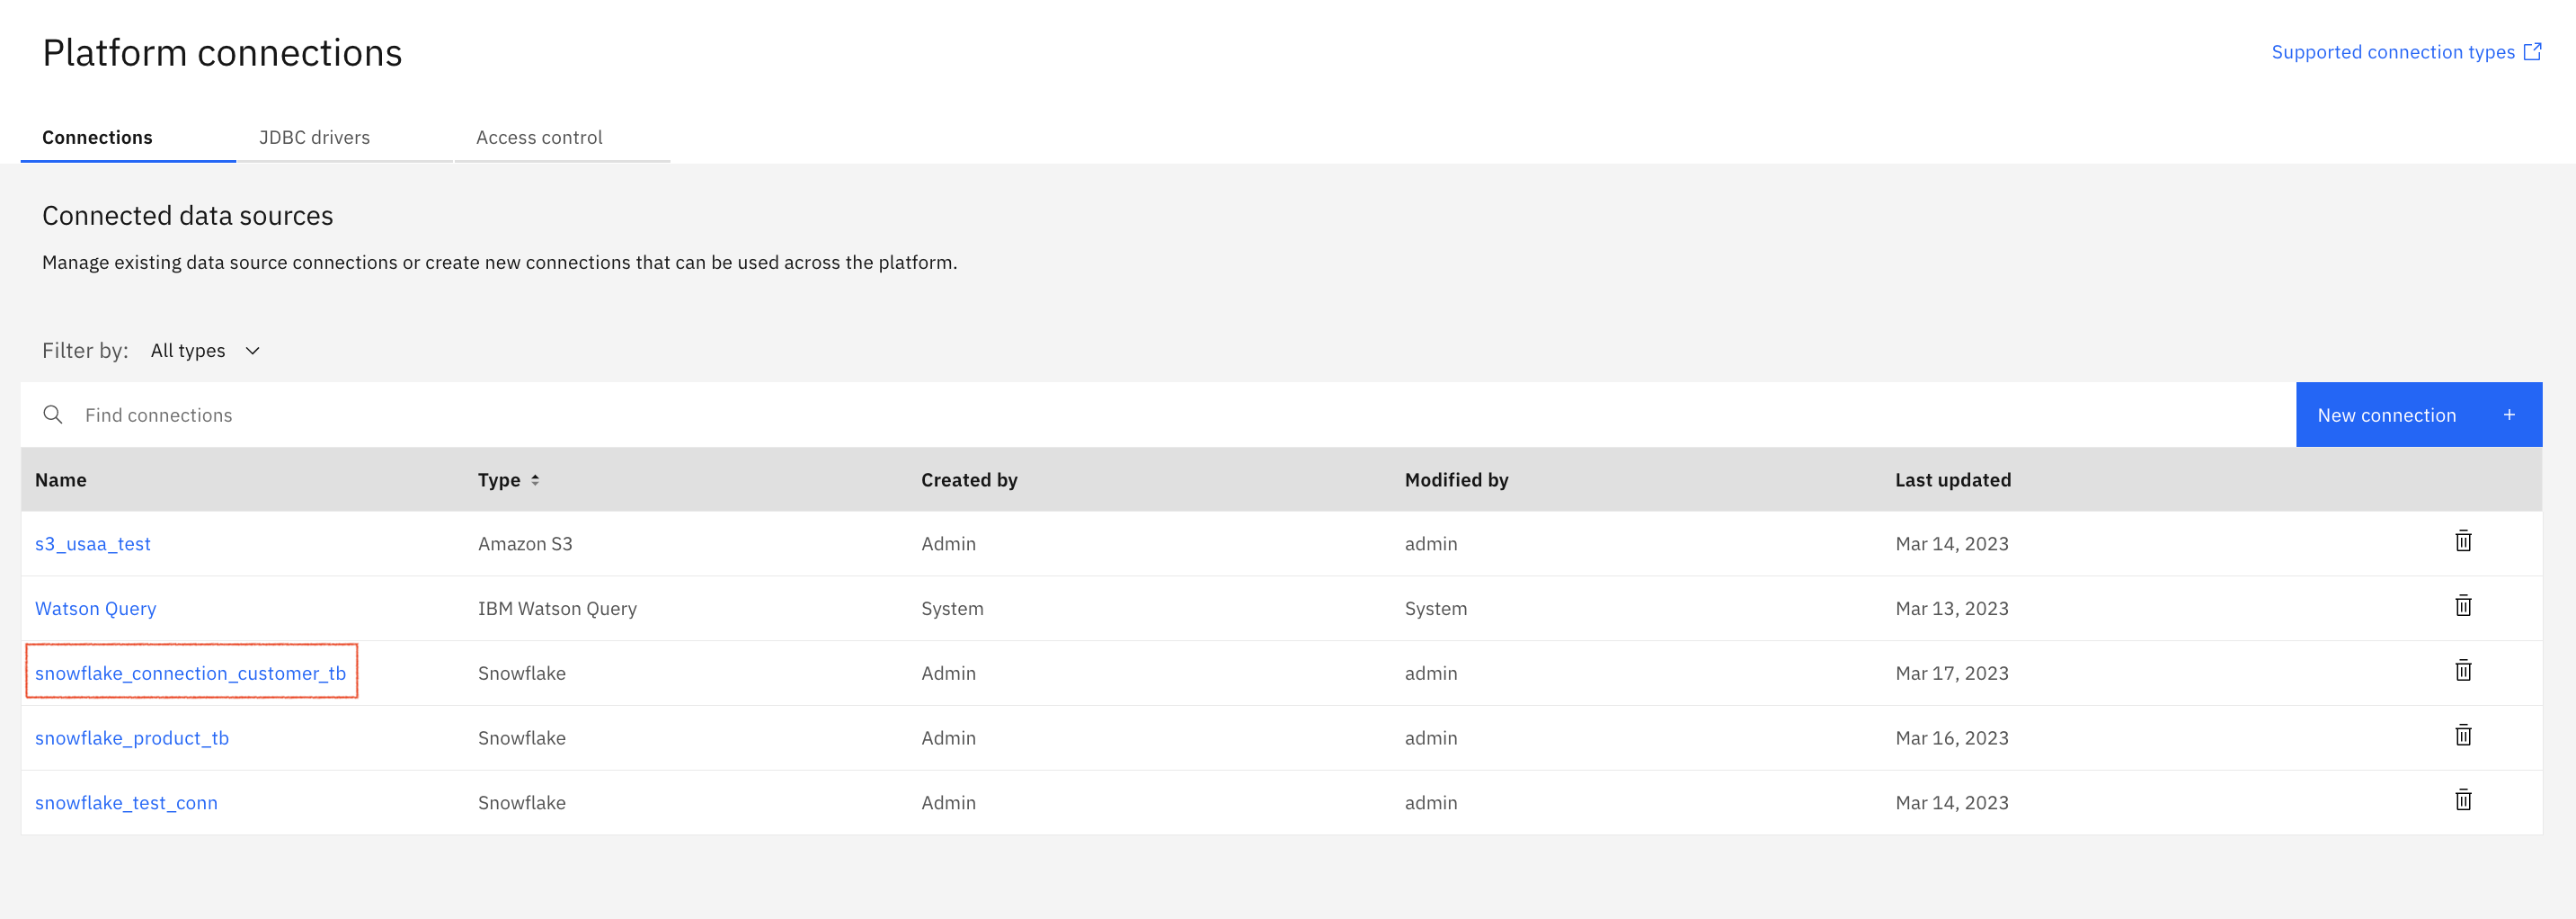 Platform connections
Supported connection types
Connections JDBC drivers Access control
Connected data sources
Manage existing data source connections or create new connections that can be used across the platform.
Filter by: All types
Find connections
New connection +
Name Type Created by Modified by Last updated
s3_usaa_test Amazon S3 Admin admin Mar 14, 2023
Watson Query IBM Watson Query System System Mar 13, 2023
snowflake_connection_customer_tb Snowflake Admin admin Mar 17, 2023
snowflake_product_tb Snowflake Admin admin Mar 16, 2023
snowflake_test_conn Snowflake Admin admin Mar 14, 2023